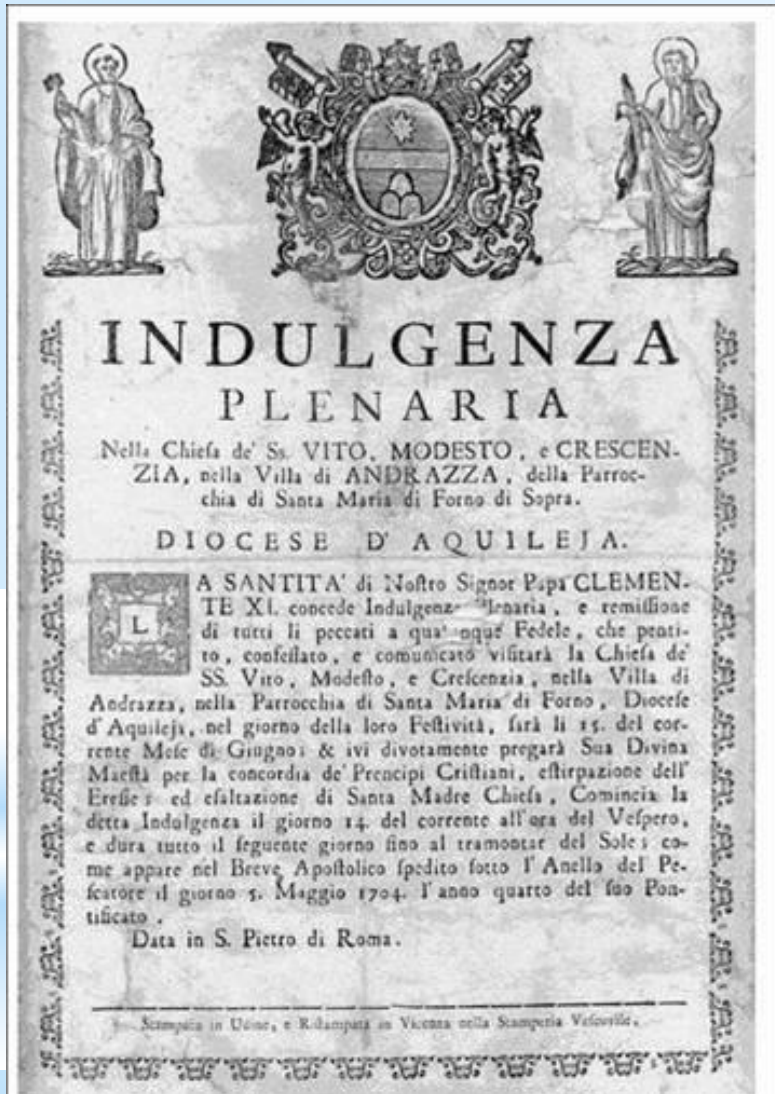 INDULGENZA
PLENARIA
Nella Chieſa de' Ss. VITO, MODESTO, e CRESCEN-
ZIA, nella Villa di ANDRAZZA, della Parroc-
chia di Santa Maria di Forno di Sopra.
DIOCESE D'AQUILEJA.
LA SANTITA' di Noſtro Signor Papa CLEMEN-
TE XI. concede Indulgenza Plenaria, e remiſſione
di tutti li peccati a qualunque Fedele, che penti-
to, confeſſato, e comunicato viſitarà la Chieſa de'
SS. Vito, Modeſto, e Creſcenzia, nella Villa di
Andrazza, nella Parrocchia di Santa Maria di Forno, Dioceſe
d'Aquileja, nel giorno della loro Feſtività, ſarà li 15. del cor-
rente Meſe di Giugno; & ivi divotamente pregarà Sua Divina
Maeſtà per la concordia de' Prencipi Criſtiani, eſtirpazione dell'
Ereſie; ed eſaltazione di Santa Madre Chieſa, Comincia la
detta Indulgenza il giorno 14. del corrente all'ora del Veſpero,
e dura tutto il ſeguente giorno fino al tramontar del Sole; co-
me appare nel Breve Apoſtolico ſpedito ſotto l'Anello del Pe-
ſcatore il giorno 5. Maggio 1704. l'anno quarto del ſuo Pon-
tificato.
Data in S. Pietro di Roma.
Stampata in Udine, e Riſtampata in Vicenza nella Stamperia Veſcovile.